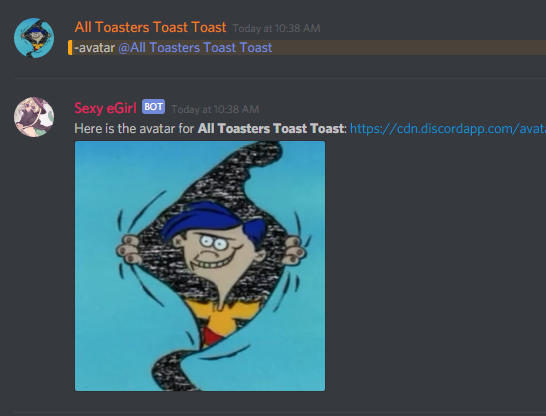 All Toasters Toast Toast Today at 10:38 AM
-avatar @All Toasters Toast Toast
Sexy eGirl BOT Today at 10:38 AM
Here is the avatar for All Toasters Toast Toast: https://cdn.discordapp.com/avat